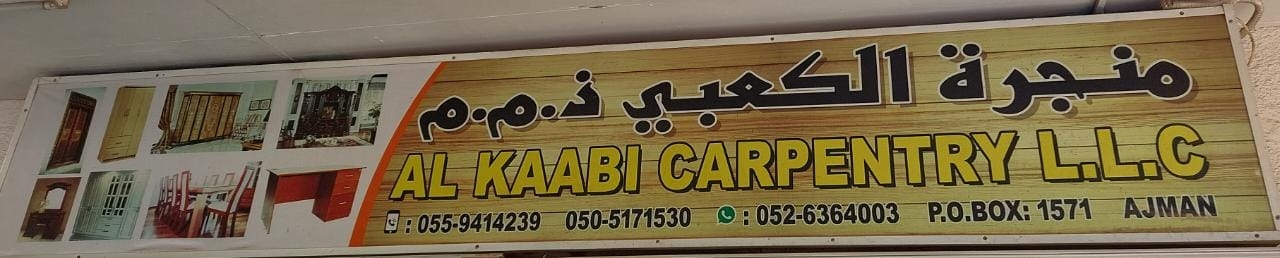 منجرة الكعبي ذ.م.م
AL KAABI CARPENTRY L.L.C
: 055-9414239 050-5171530 : 052-6364003 P.O.BOX: 1571 AJMAN